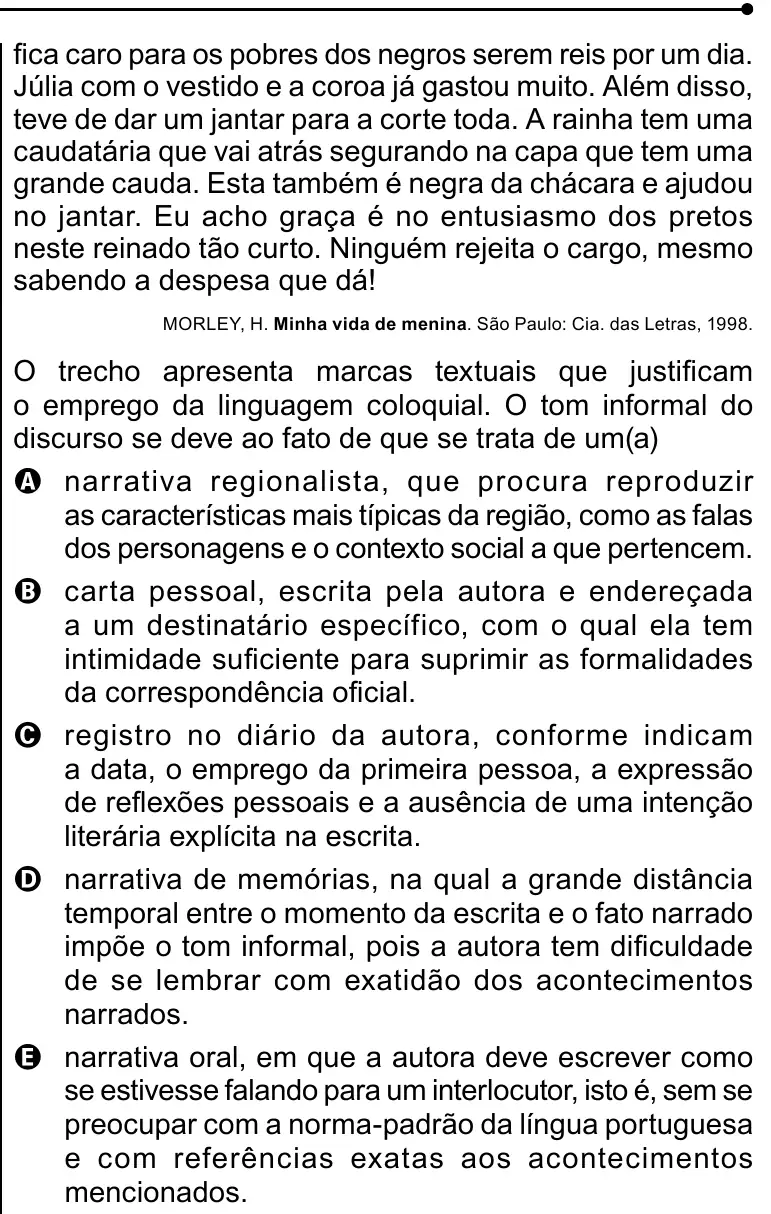 fica caro para os pobres dos negros serem reis por um dia.
Júlia com o vestido e a coroa já gastou muito. Além disso,
teve de dar um jantar para a corte toda. A rainha tem uma
caudatária que vai atrás segurando na capa que tem uma
grande cauda. Esta também é negra da chácara e ajudou
no jantar. Eu acho graça é no entusiasmo dos pretos
neste reinado tão curto. Ninguém rejeita o cargo, mesmo
sabendo a despesa que dá!
MORLEY, H. Minha vida de menina. São Paulo: Cia. das Letras, 1998.
O trecho apresenta marcas textuais que justificam
o emprego da linguagem coloquial. O tom informal do
discurso se deve ao fato de que se trata de um(a)
A narrativa regionalista, que procura reproduzir
as características mais típicas da região, como as falas
dos personagens e o contexto social a que pertencem.
B carta pessoal, escrita pela autora e endereçada
a um destinatário específico, com o qual ela tem
intimidade suficiente para suprimir as formalidades
da correspondência oficial.
C registro no diário da autora, conforme indicam
a data, o emprego da primeira pessoa, a expressão
de reflexões pessoais e a ausência de uma intenção
literária explícita na escrita.
D narrativa de memórias, na qual a grande distância
temporal entre o momento da escrita e o fato narrado
impõe o tom informal, pois a autora tem dificuldade
de se lembrar com exatidão dos acontecimentos
narrados.
E narrativa oral, em que a autora deve escrever como
se estivesse falando para um interlocutor, isto é, sem se
preocupar com a norma-padrão da língua portuguesa
e com referências exatas aos acontecimentos
mencionados.